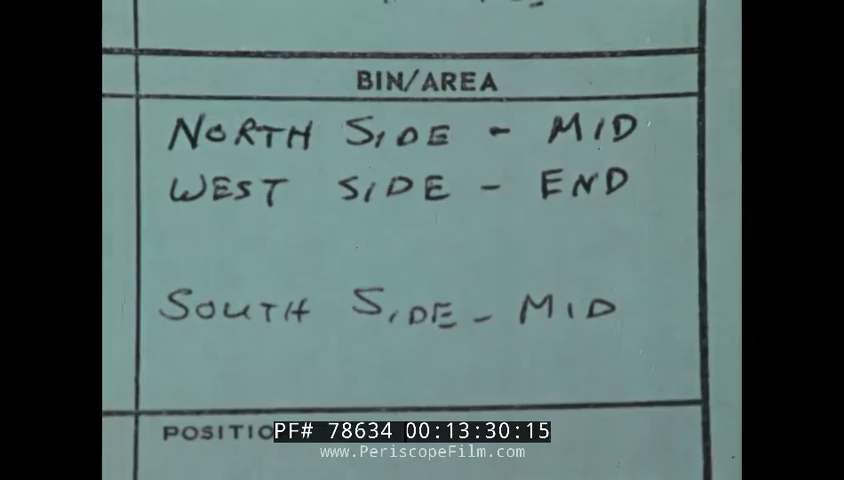 BIN/AREA
NORTH SIDE - MID
WEST SIDE - END
SOUTH SIDE - MID
PF# 78634 00:13:30:15
www.PeriscopeFilm.com